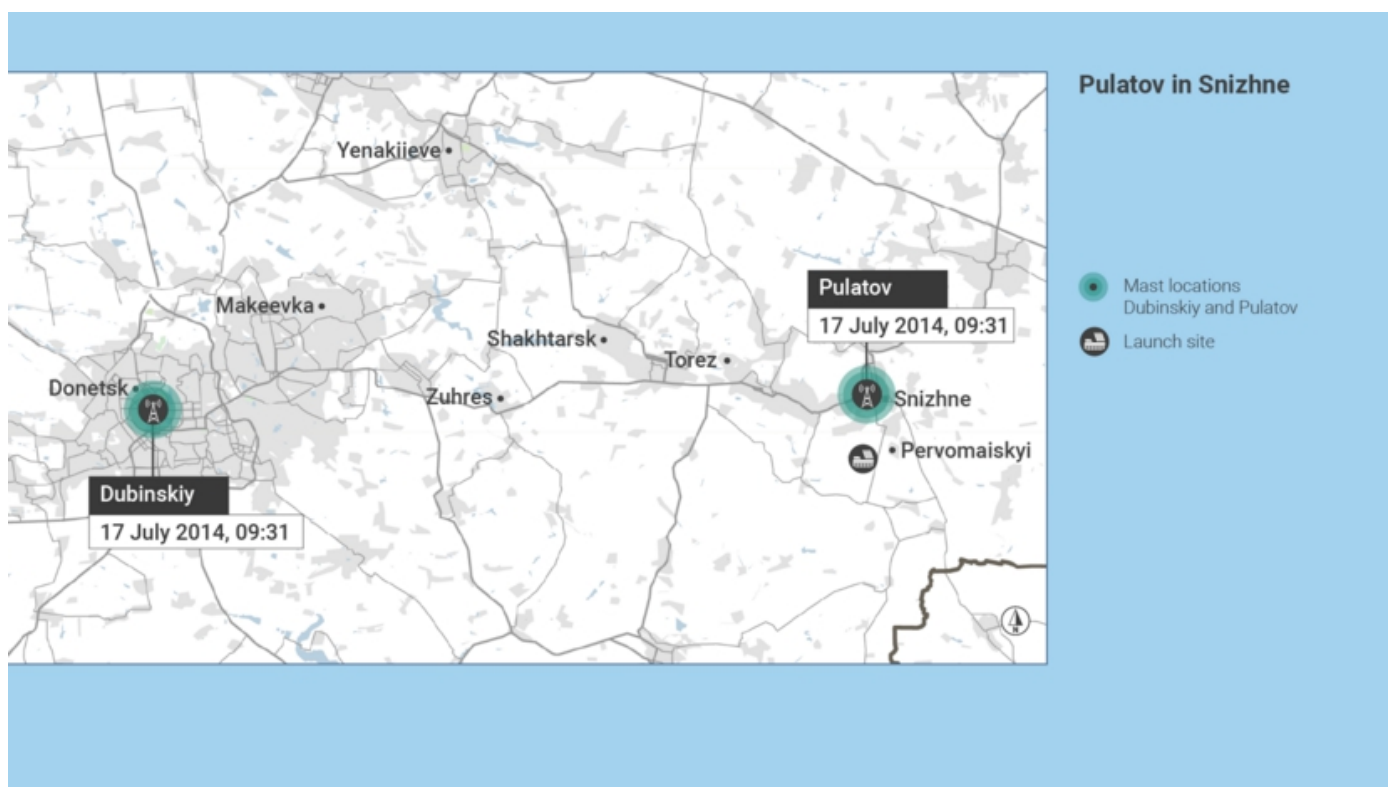 Pulatov in Snizhne
Yenakiieve
Makeevka
Pulatov
17 July 2014, 09:31
Mast locations
Dubinskiy and Pulatov
Launch site
Shakhtarsk
Torez
Donetsk
Zuhres
Snizhne
Pervomaiskyi
Dubinskiy
17 July 2014, 09:31
N